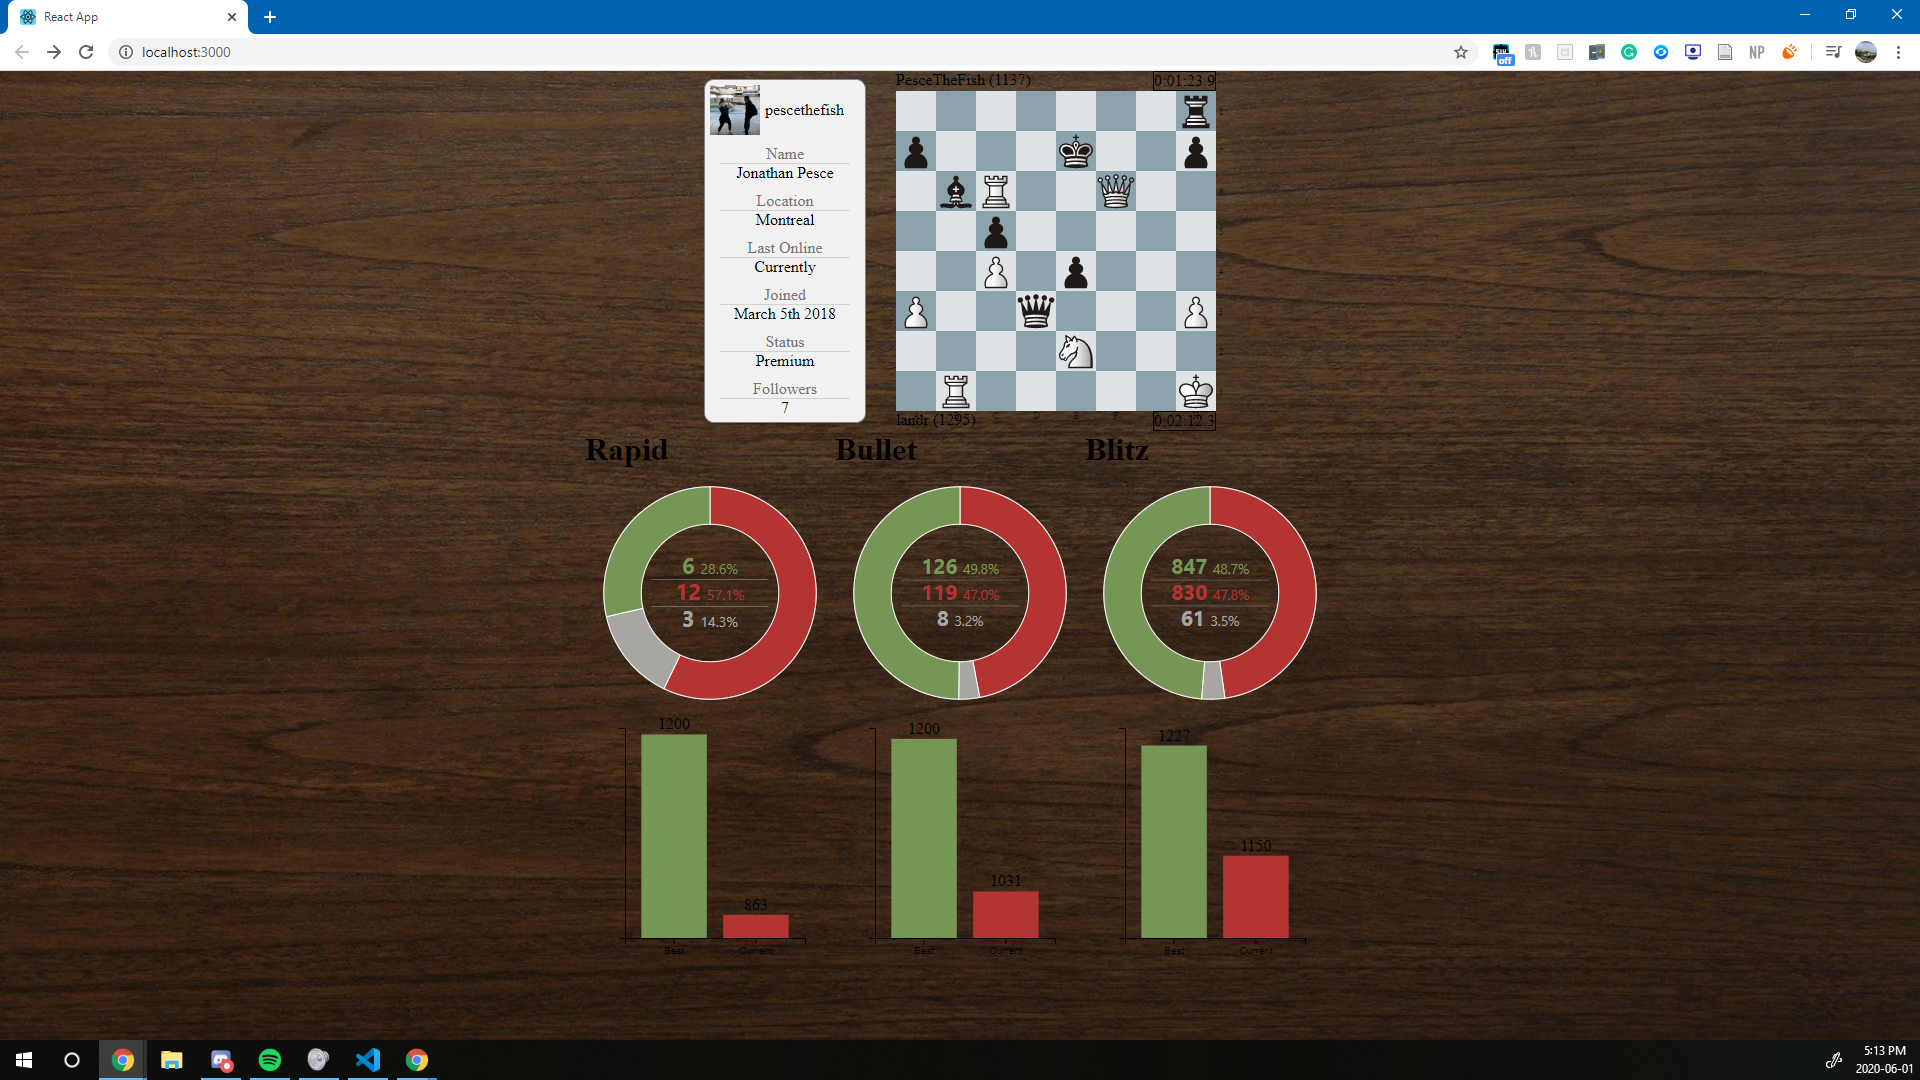 React App
localhost:3000
off
NP
pescethefish
Name
Jonathan Pesce
Location
Montreal
Last Online
Currently
Joined
March 5th 2018
Status
Premium
Followers
7
PesceTheFish (1137)
0:01:23.9
landr (1295)
0:02:12.3
Rapid
Bullet
Blitz
6 28.6%
12 57.1%
3 14.3%
126 49.8%
119 47.0%
8 3.2%
847 48.7%
830 47.8%
61 3.5%
1200
863
Best
Current
1200
1031
Best
Current
1227
1150
Best
Current
5:13 PM
2020-06-01